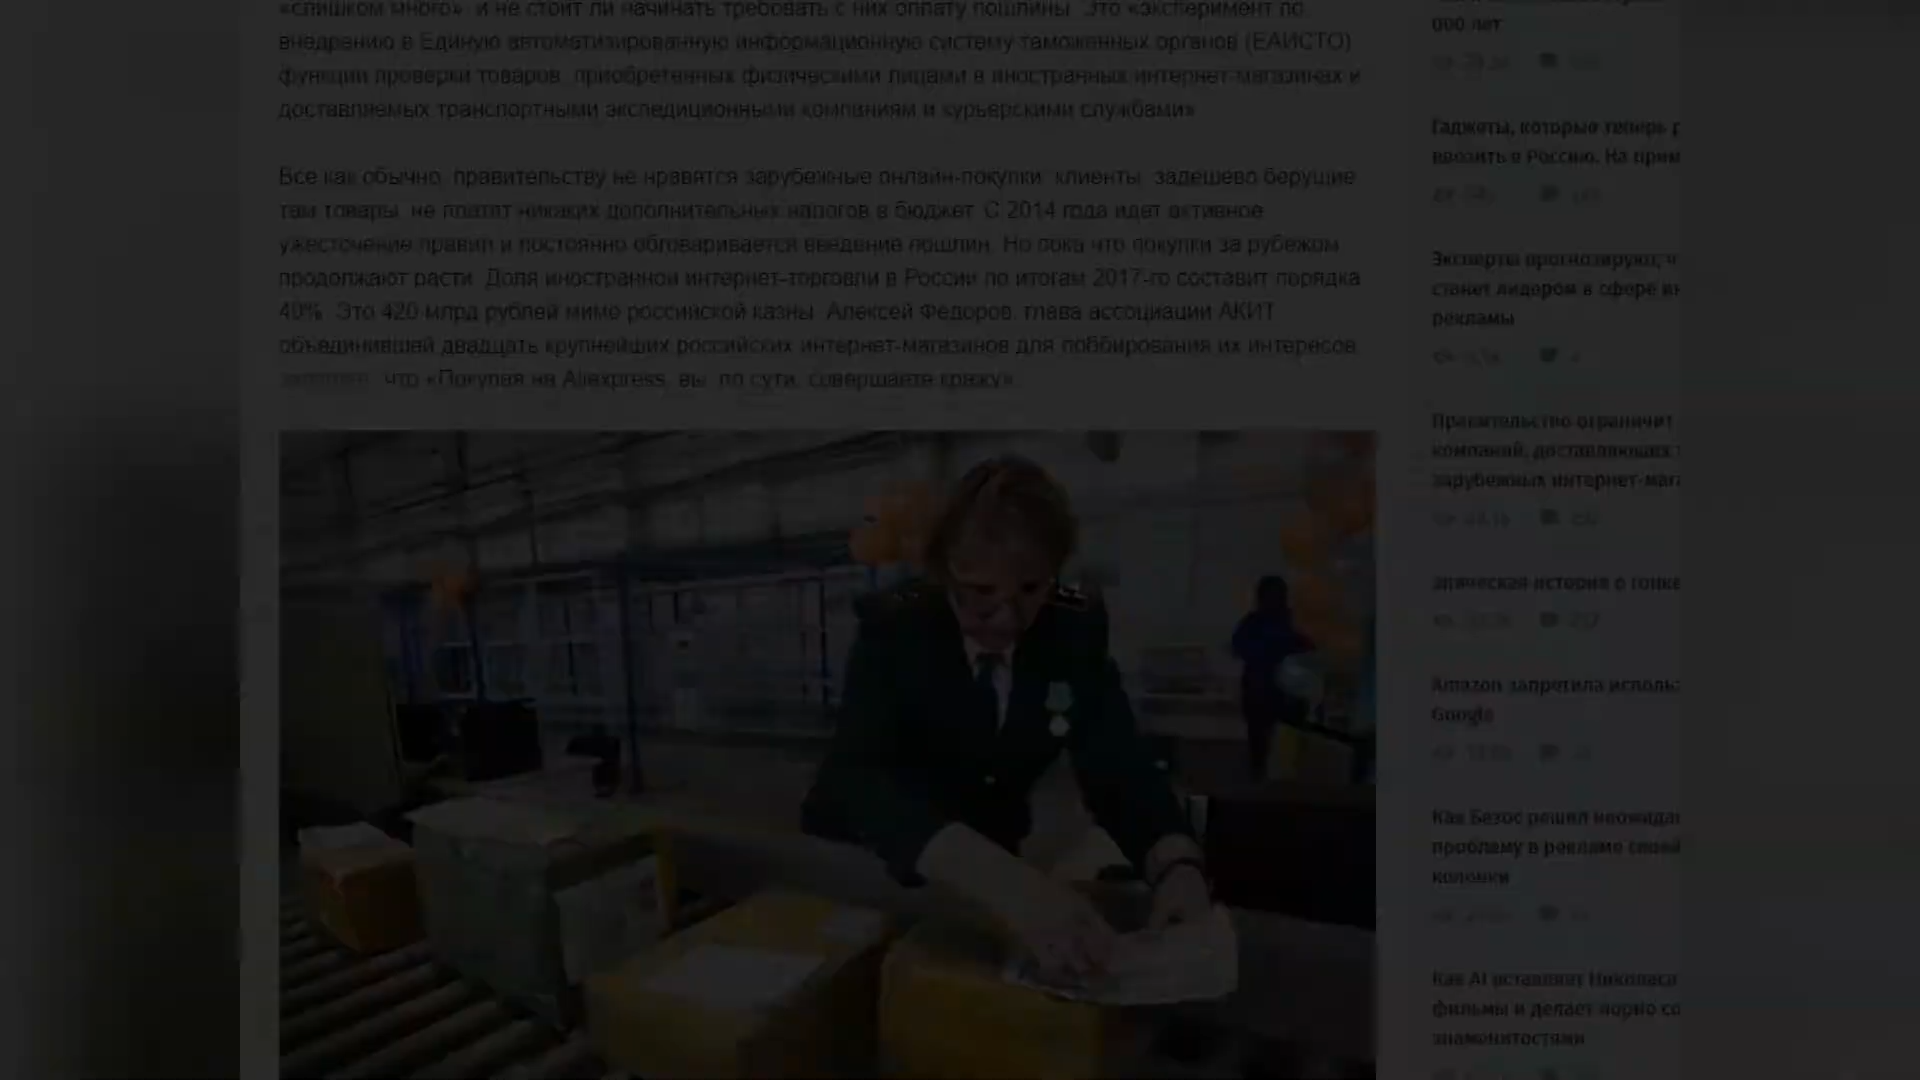 «слишком много», и не стоит ли начинать требовать с них оплату пошлины. Это «эксперимент по
внедрению в Единую автоматизированную информационную систему таможенных органов (ЕАИСТО)
функции проверки товаров, приобретенных физическими лицами в иностранных интернет-магазинах и
доставляемых транспортными экспедиционными компаниям и курьерскими службами».
Все как обычно: правительству не нравятся зарубежные онлайн-покупки: клиенты, задешево берущие
там товары, не платят никаких дополнительных налогов в бюджет. С 2014 года идет активное
ужесточение правил и постоянно обговаривается введение пошлин. Но пока что покупки за рубежом
продолжают расти. Доля иностранной интернет-торговли в России по итогам 2017-го составит порядка
40%. Это 420 млрд рублей мимо российской казны. Алексей Федоров, глава ассоциации АКИТ,
объединившей двадцать крупнейших российских интернет-магазинов для лоббирования их интересов,
что «Покупая на Aliexpress, вы, по сути, совершаете кражу».
000 лет
Гаджеты, которые теперь
ввозить в Россию. На
Эксперты прогнозируют,
станет лидером в сфере
рекламы
Правительство ограничит
компаний, доставляющих
зарубежных
эпическая история о
Amazon запретила
Google
Как Безос решил
проблему в рекламе своей
колонки
Как AI вставляет Николаса
фильмы и делает порно со
знаменитостями